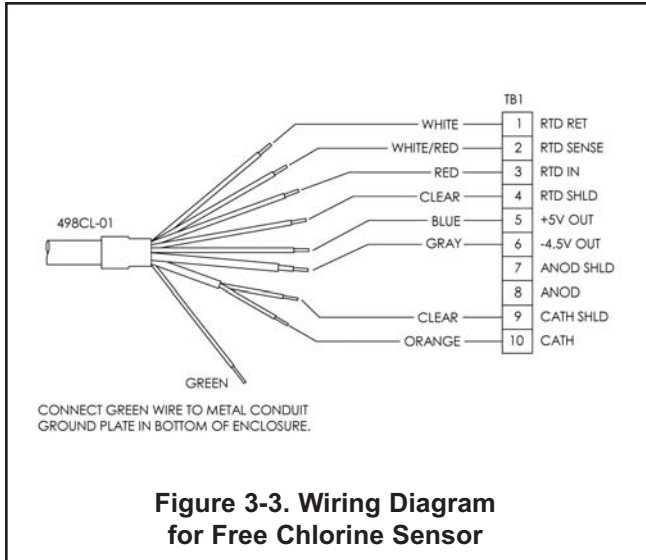 TB1
WHITE 1 RTD RET
WHITE/RED 2 RTD SENSE
RED 3 RTD IN
CLEAR 4 RTD SHLD
498CL-01
BLUE 5 +5V OUT
GRAY 6 -4.5V OUT
7 ANOD SHLD
8 ANOD
CLEAR 9 CATH SHLD
ORANGE 10 CATH
GREEN
CONNECT GREEN WIRE TO METAL CONDUIT
GROUND PLATE IN BOTTOM OF ENCLOSURE.
Figure 3-3. Wiring Diagram
for Free Chlorine Sensor